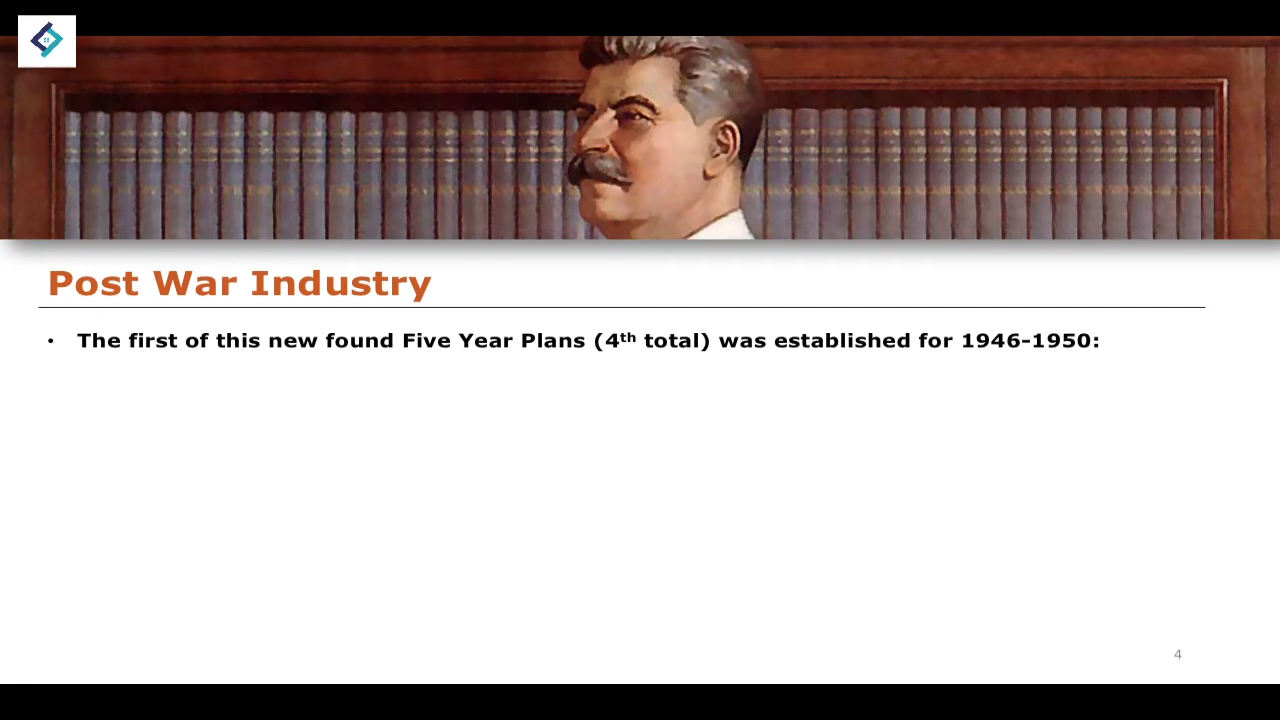 Post War Industry
• The first of this new found Five Year Plans (4th total) was established for 1946-1950:
4